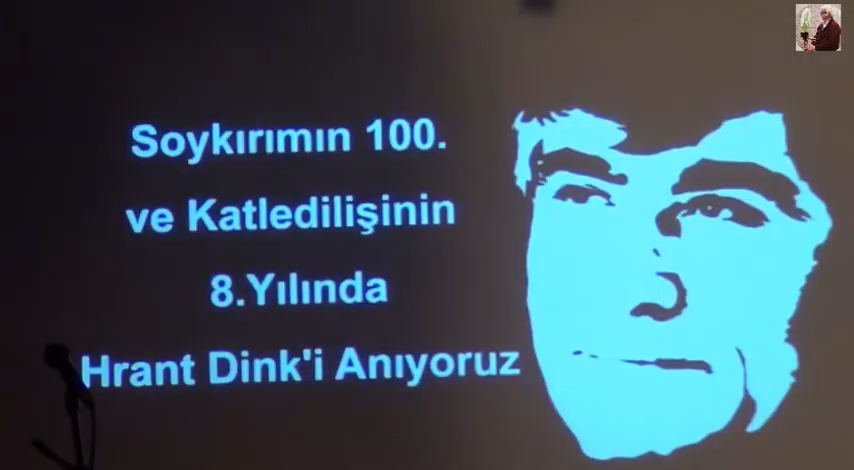 Soykırımın 100.
ve Katledilişinin
8.Yılında
Hrant Dink'i Anıyoruz